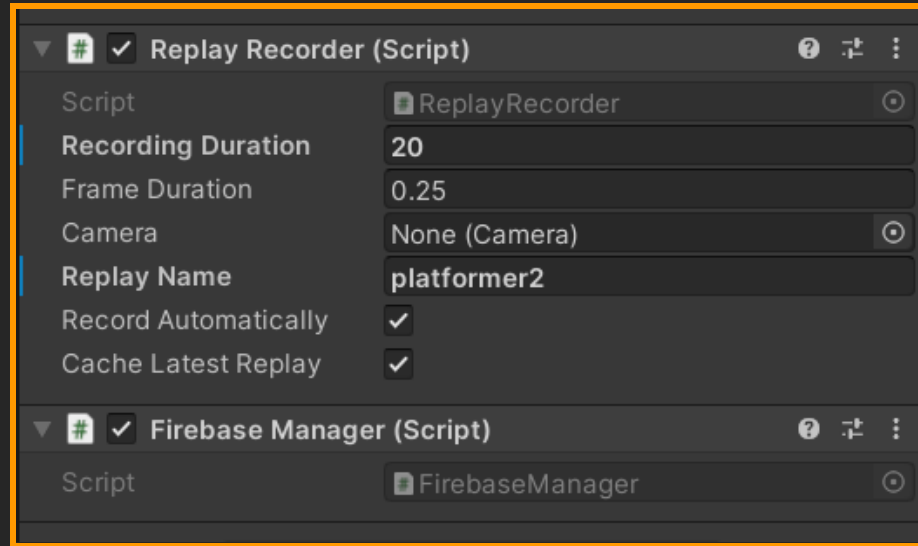 Replay Recorder (Script)
Script ReplayRecorder
Recording Duration 20
Frame Duration 0.25
Camera None (Camera)
Replay Name platformer2
Record Automatically
Cache Latest Replay
Firebase Manager (Script)
Script FirebaseManager